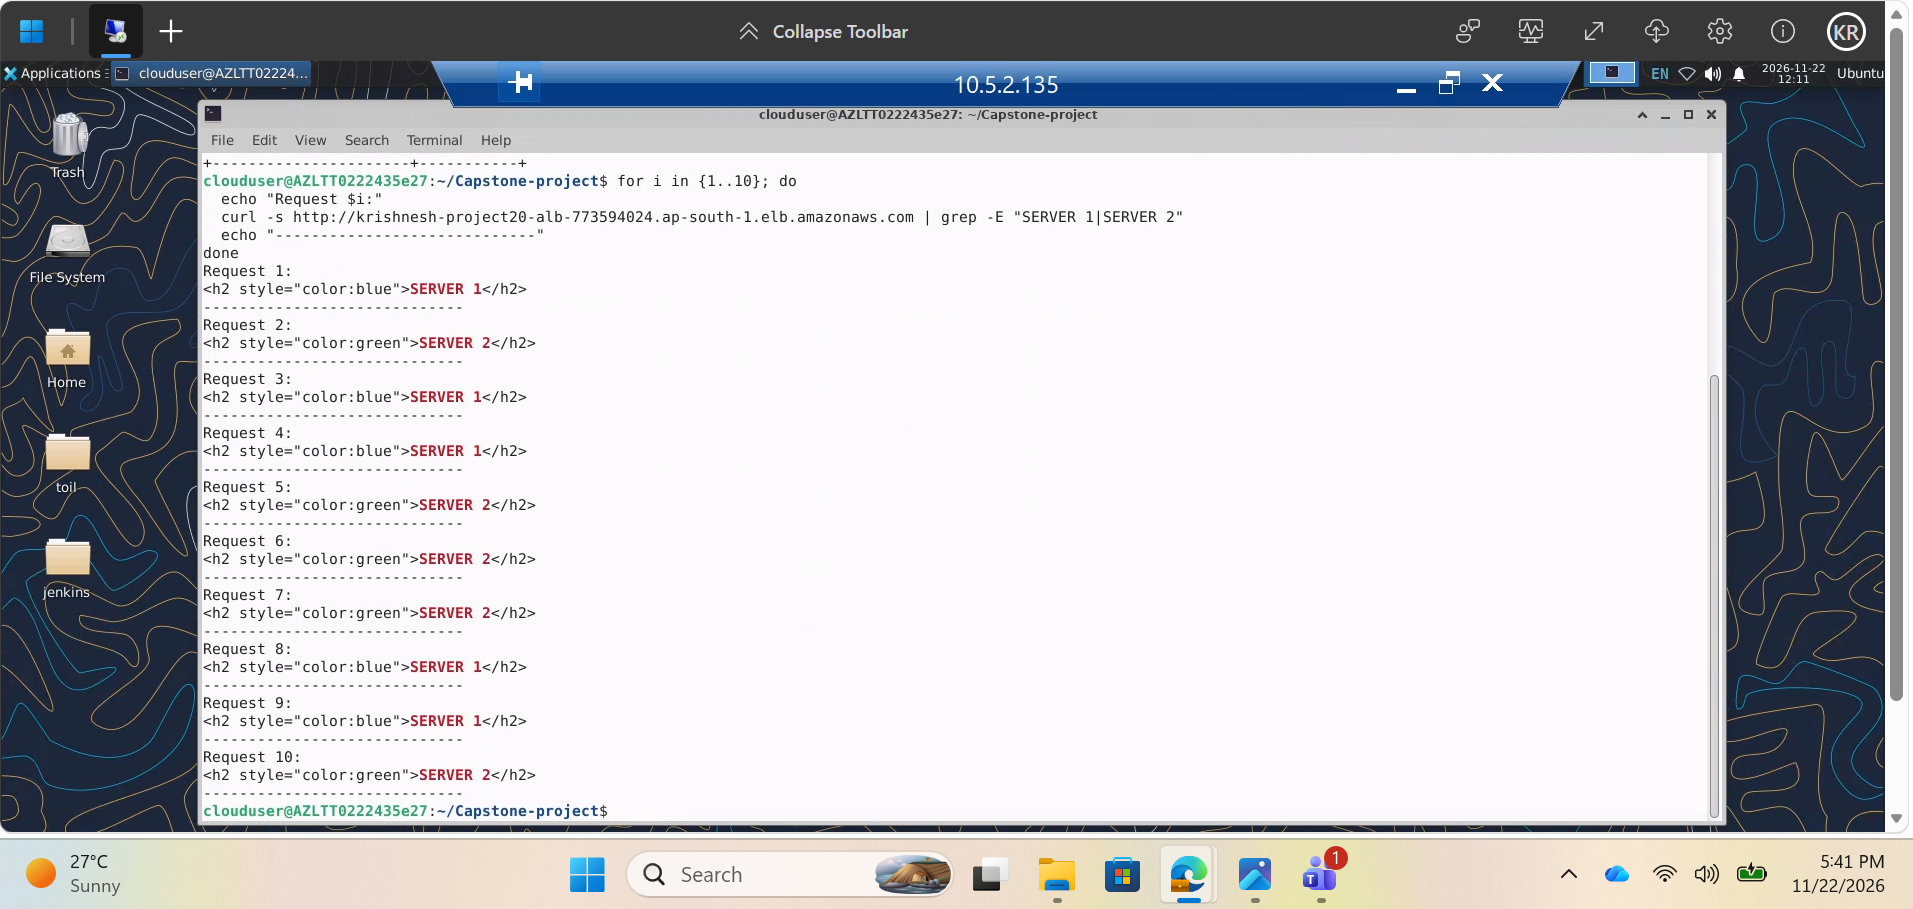 Collapse Toolbar
KR
Applications
clouduser@AZLTT02224...
10.5.2.135
EN
2026-11-22
12:11
Ubuntu
clouduser@AZLTT0222435e27: ~/Capstone-project
File Edit View Search Terminal Help
Trash
File System
Home
toil
jenkins
+----------------------+-----------+
clouduser@AZLTT0222435e27:~/Capstone-project$ for i in {1..10}; do
  echo "Request $i:"
  curl -s http://krishnesh-project20-alb-773594024.ap-south-1.elb.amazonaws.com | grep -E "SERVER 1|SERVER 2"
  echo "-----------------------------"
done
Request 1:
<h2 style="color:blue">SERVER 1</h2>
-----------------------------
Request 2:
<h2 style="color:green">SERVER 2</h2>
-----------------------------
Request 3:
<h2 style="color:blue">SERVER 1</h2>
-----------------------------
Request 4:
<h2 style="color:blue">SERVER 1</h2>
-----------------------------
Request 5:
<h2 style="color:green">SERVER 2</h2>
-----------------------------
Request 6:
<h2 style="color:green">SERVER 2</h2>
-----------------------------
Request 7:
<h2 style="color:green">SERVER 2</h2>
-----------------------------
Request 8:
<h2 style="color:blue">SERVER 1</h2>
-----------------------------
Request 9:
<h2 style="color:blue">SERVER 1</h2>
-----------------------------
Request 10:
<h2 style="color:green">SERVER 2</h2>
-----------------------------
clouduser@AZLTT0222435e27:~/Capstone-project$
27°C
Sunny
Search
T
1
5:41 PM
11/22/2026